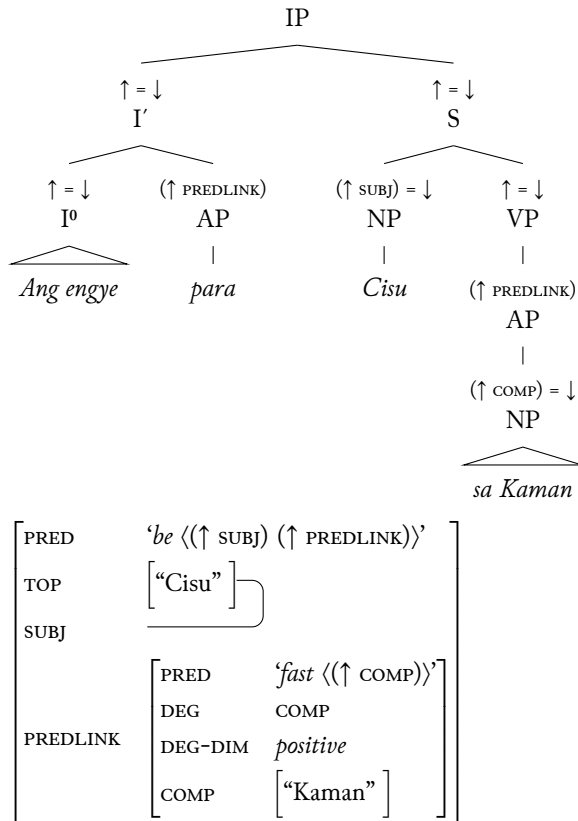 IP
↑ = ↓ ↑ = ↓
I′ S
↑ = ↓ (↑ PREDLINK) (↑ SUBJ) = ↓ ↑ = ↓
I⁰ AP NP VP
Ang engye para Cisu (↑ PREDLINK)
AP
(↑ COMP) = ↓
NP
sa Kaman
PRED ‘be ⟨(↑ SUBJ) (↑ PREDLINK)⟩’
TOP [“Cisu” ]
SUBJ
PRED ‘fast ⟨(↑ COMP)⟩’
DEG COMP
PREDLINK DEG-DIM positive
COMP [“Kaman” ]